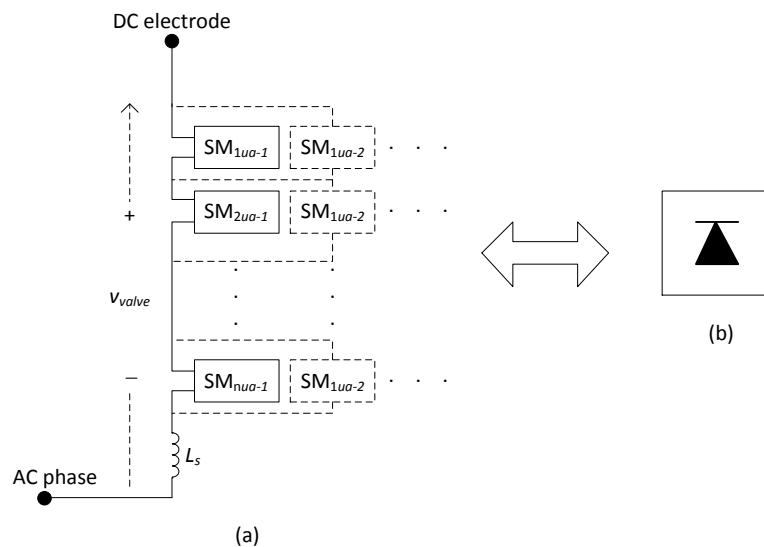 DC electrode
SM1ua-1 SM1ua-2 . . .
+
SM2ua-1 SM1ua-2 . . .
vvalve
–
SMnua-1 SM1ua-2 . . .
Ls
AC phase
(a)
(b)